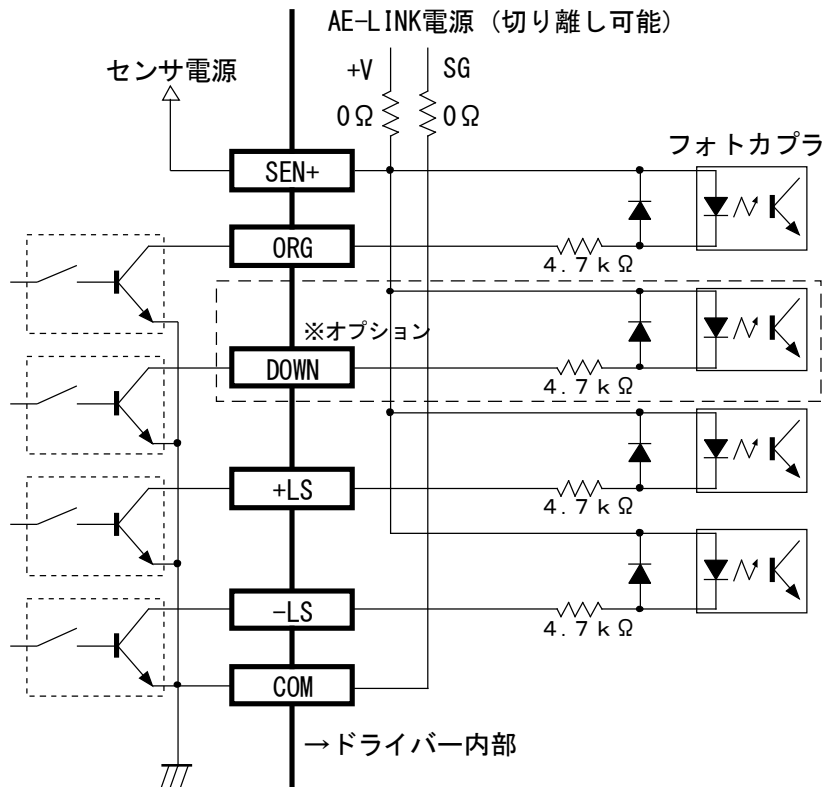 AE-LINK電源 (切り離し可能)
センサ電源
+V
SG
0Ω
0Ω
フォトカプラ
SEN+
ORG
4.7kΩ
※オプション
DOWN
4.7kΩ
+LS
4.7kΩ
-LS
4.7kΩ
COM
→ドライバー内部